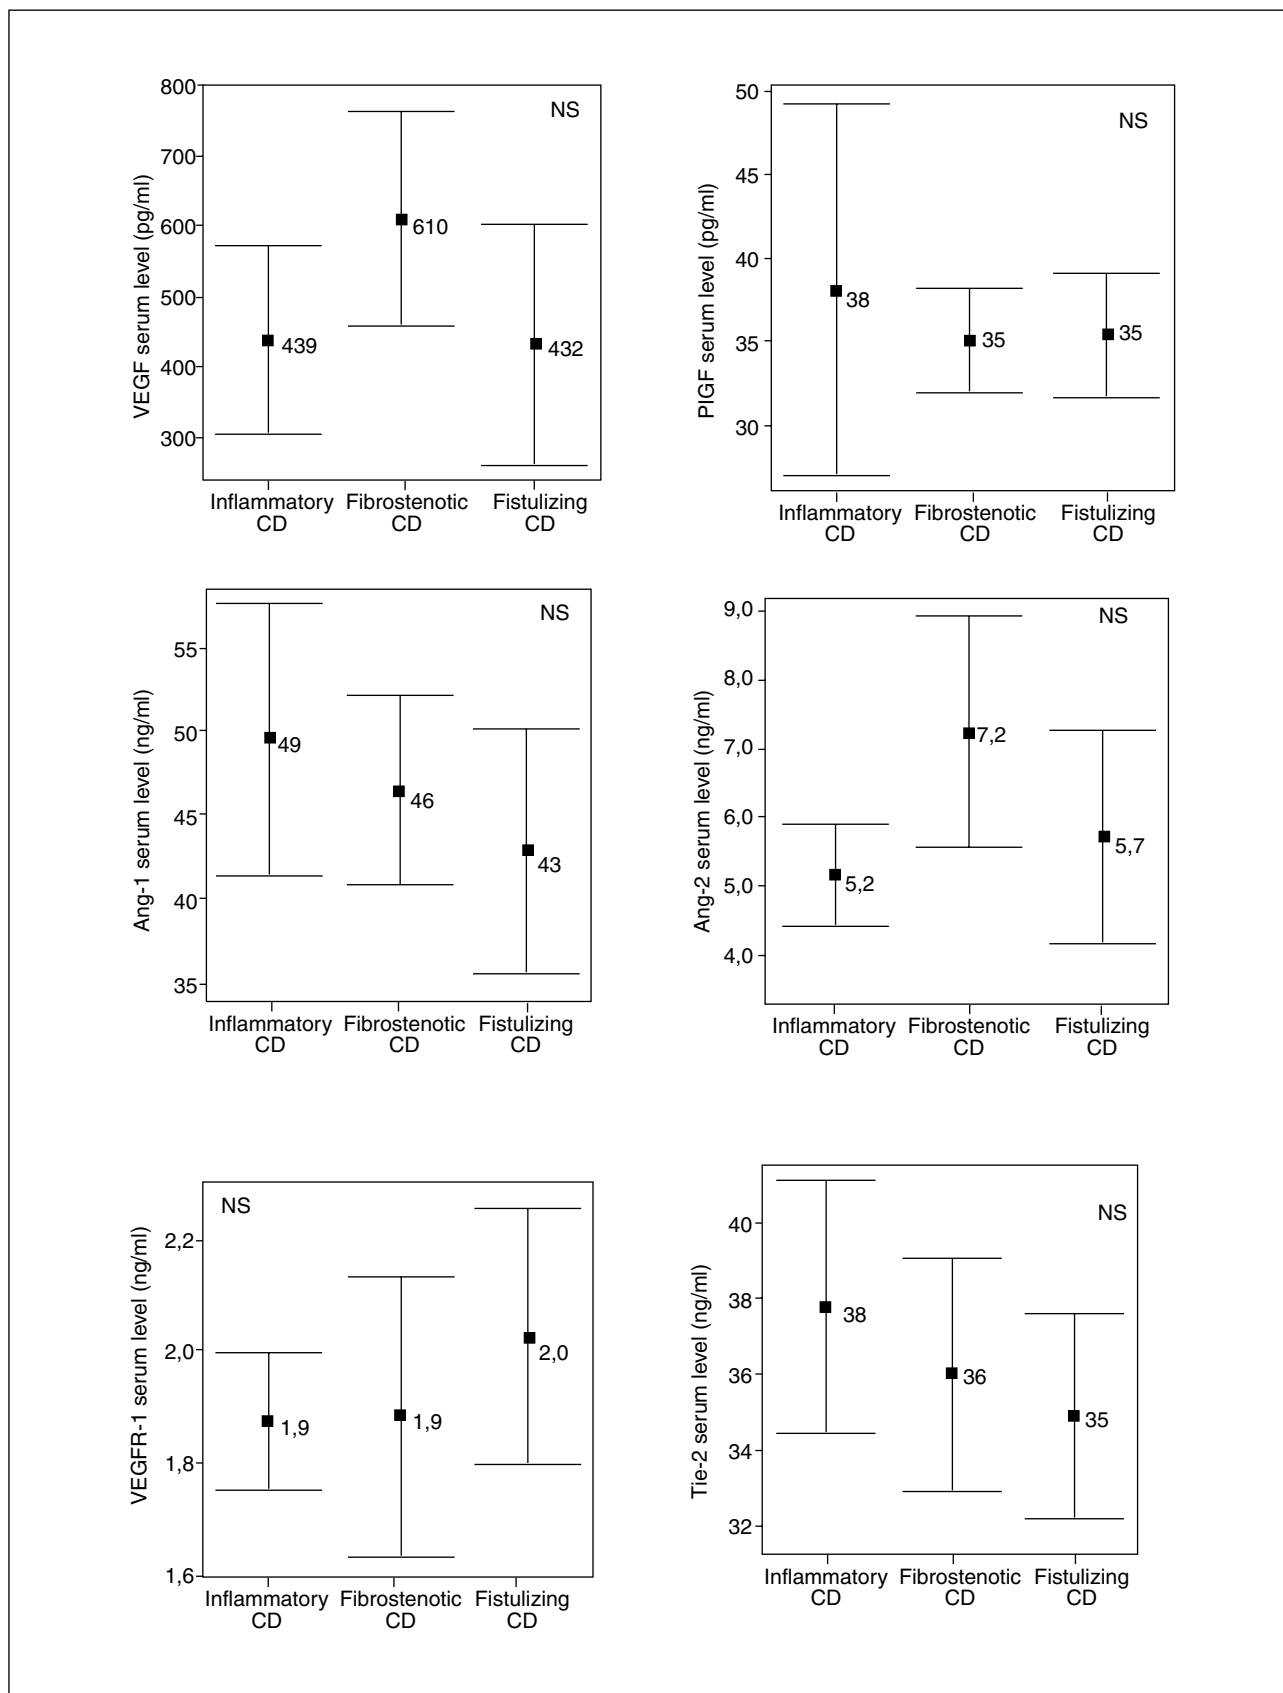 800
700
600
500
400
300
VEGF serum level (pg/ml)
NS
439
610
432
Inflammatory CD
Fibrostenotic CD
Fistulizing CD
50
45
40
35
30
PIGF serum level (pg/ml)
NS
38
35
35
Inflammatory CD
Fibrostenotic CD
Fistulizing CD
55
50
45
40
35
Ang-1 serum level (ng/ml)
NS
49
46
43
Inflammatory CD
Fibrostenotic CD
Fistulizing CD
9,0
8,0
7,0
6,0
5,0
4,0
Ang-2 serum level (ng/ml)
NS
5,2
7,2
5,7
Inflammatory CD
Fibrostenotic CD
Fistulizing CD
2,2
2,0
1,8
1,6
VEGFR-1 serum level (ng/ml)
NS
1,9
1,9
2,0
Inflammatory CD
Fibrostenotic CD
Fistulizing CD
40
38
36
34
32
Tie-2 serum level (ng/ml)
NS
38
36
35
Inflammatory CD
Fibrostenotic CD
Fistulizing CD